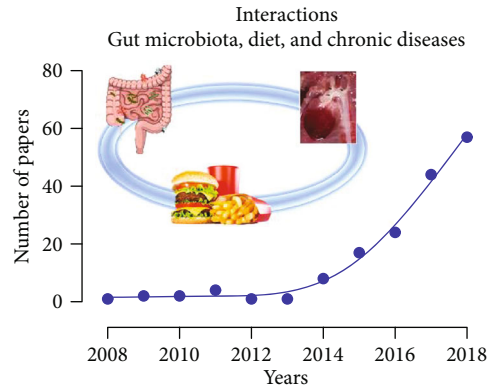 Interactions
Gut microbiota, diet, and chronic diseases
Number of papers
80
60
40
20
0
2008 2010 2012 2014 2016 2018
Years